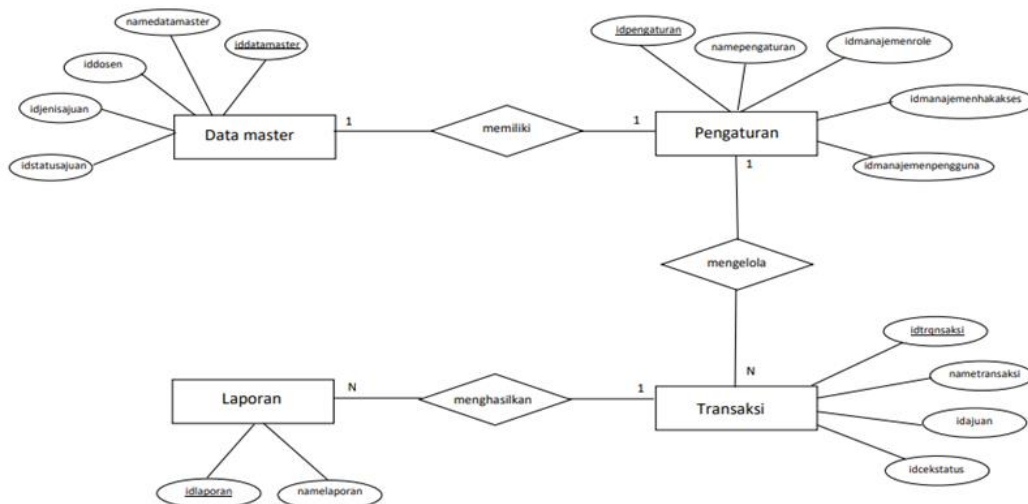 namedatamaster
iddatamaster
iddosen
idjenisajuan
idstatusajuan
Data master
1
memiliki
1
idpengaturan
namepengaturan
idmanajemenrole
idmanajemenhakakses
idmanajemenpengguna
Pengaturan
1
mengelola
N
idtrqnsaksi
nametransaksi
idajuan
idcekstatus
Transaksi
1
menghasilkan
N
Laporan
idlaporan
namelaporan